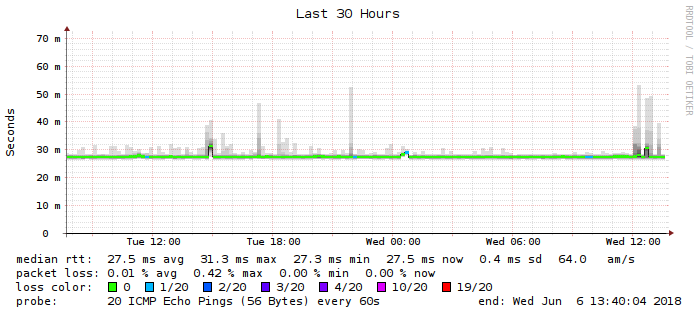 Last 30 Hours
RRDTOOL / TOBI OETIKER
Seconds
70 m
60 m
50 m
40 m
30 m
20 m
10 m
0
Tue 12:00 Tue 18:00 Wed 00:00 Wed 06:00 Wed 12:00
median rtt: 27.5 ms avg 31.3 ms max 27.3 ms min 27.5 ms now 0.4 ms sd 64.0 am/s
packet loss: 0.01 % avg 0.42 % max 0.00 % min 0.00 % now
loss color: 0 1/20 2/20 3/20 4/20 10/20 19/20
probe: 20 ICMP Echo Pings (56 Bytes) every 60s end: Wed Jun 6 13:40:04 2018